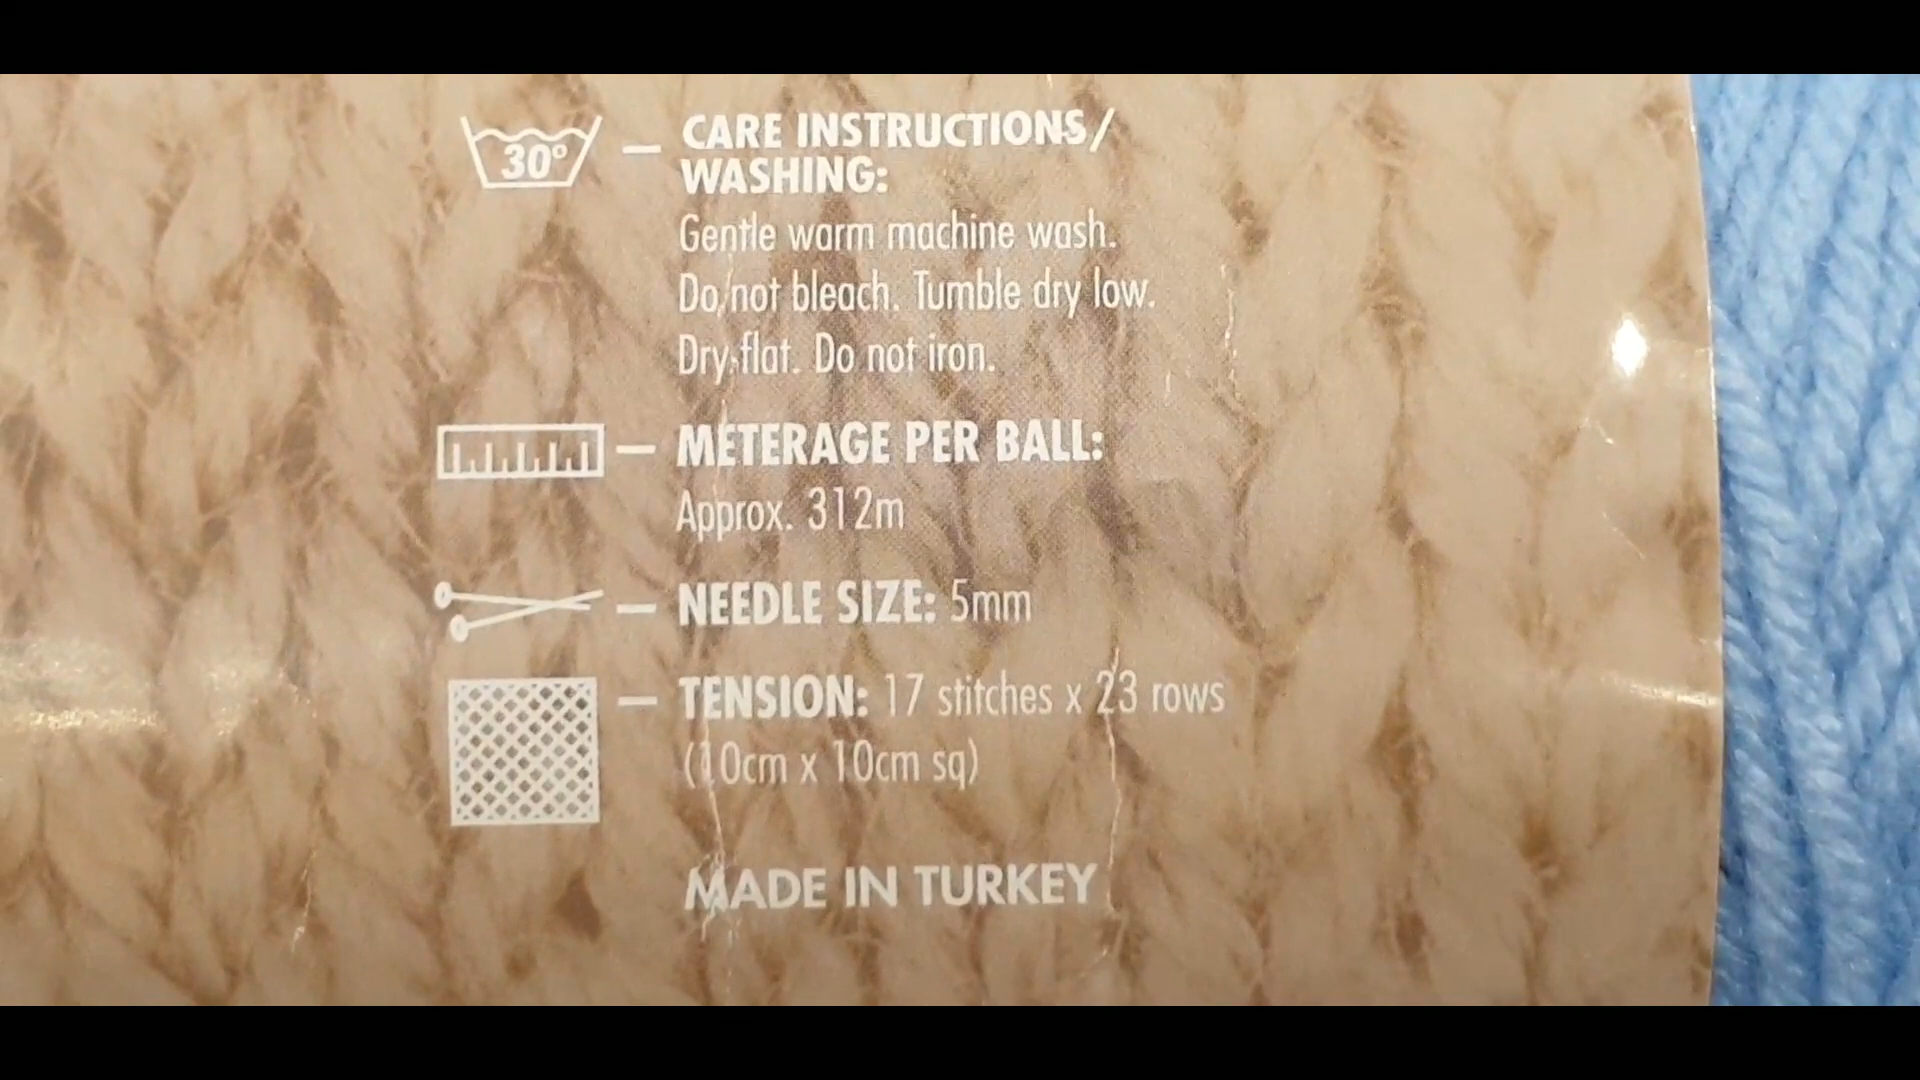 30°
CARE INSTRUCTIONS/
WASHING:
Gentle warm machine wash.
Do not bleach. Tumble dry low.
Dry flat. Do not iron.
METERAGE PER BALL:
Approx. 312m
NEEDLE SIZE: 5mm
TENSION: 17 stitches x 23 rows
(10cm x 10cm sq)
MADE IN TURKEY